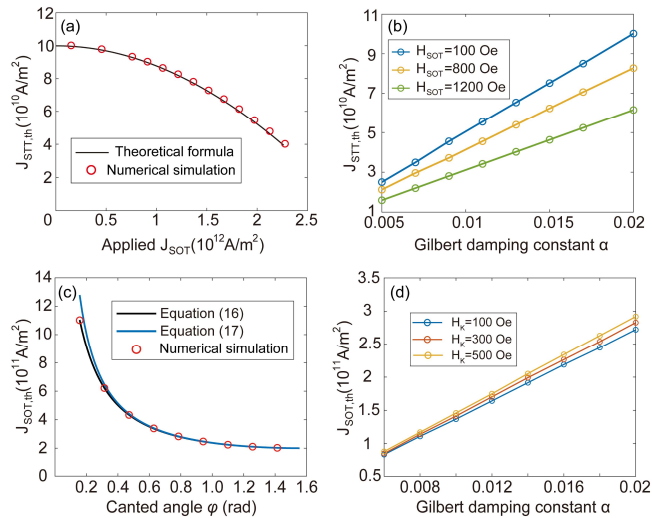 (a)
12
10
8
6
4
2
0
0
0.5
1
1.5
2
2.5
J_STT,th(10^10A/m^2)
Applied J_SOT(10^12A/m^2)
Theoretical formula
Numerical simulation
(b)
11
9
7
5
3
1
0.005
0.01
0.015
0.02
J_STT,th(10^10A/m^2)
Gilbert damping constant α
H_SOT=100 Oe
H_SOT=800 Oe
H_SOT=1200 Oe
(c)
14
12
10
8
6
4
2
0
0.2
0.4
0.6
0.8
1.0
1.2
1.4
1.6
J_SOT,th(10^11A/m^2)
Canted angle φ (rad)
Equation (16)
Equation (17)
Numerical simulation
(d)
3.5
3
2.5
2
1.5
1
0.5
0.008
0.012
0.016
0.02
J_SOT,th(10^11A/m^2)
Gilbert damping constant α
H_K=100 Oe
H_K=300 Oe
H_K=500 Oe